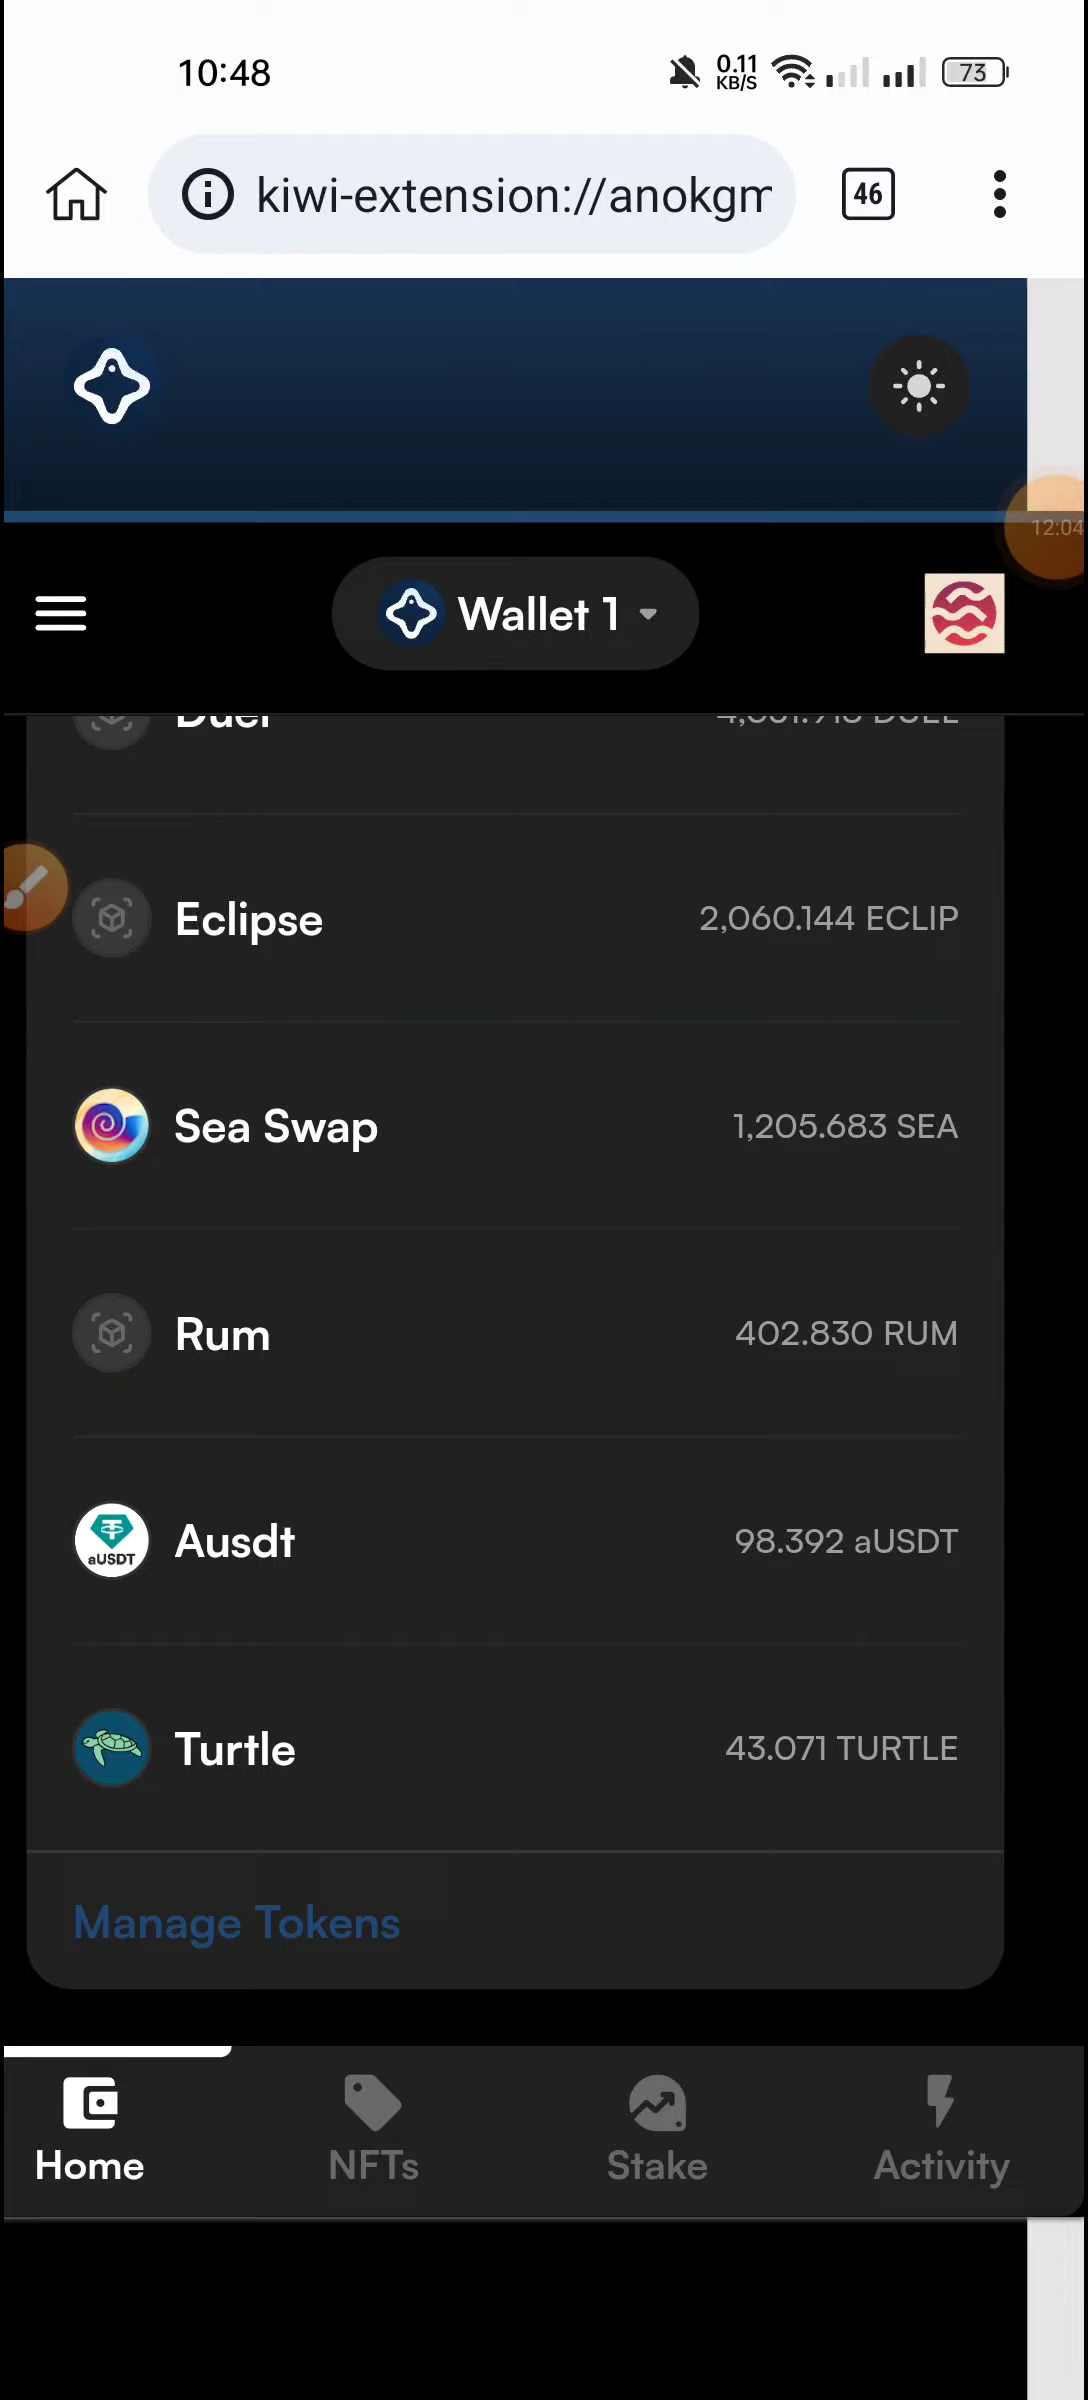 10:48
0.11
KB/S
73
kiwi-extension://anokgm
46
12:04
Wallet 1
Duel
Eclipse
2,060.144 ECLIP
Sea Swap
1,205.683 SEA
Rum
402.830 RUM
aUSDT
Ausdt
98.392 aUSDT
Turtle
43.071 TURTLE
Manage Tokens
Home
NFTs
Stake
Activity